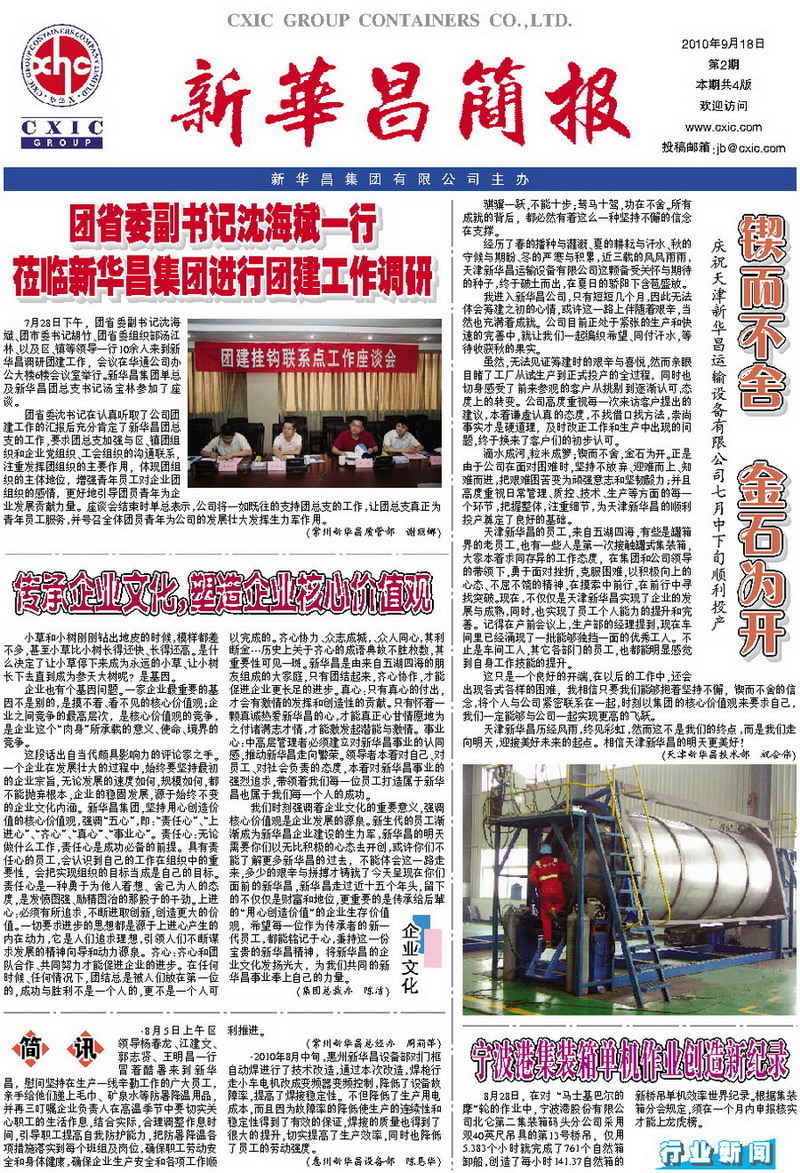 CXIC GROUP CONTAINERS CO.,LTD.
CXIC
GROUP
新華昌簡报
2010年9月18日
第2期
本期共4版
欢迎访问
www.cxic.com
投稿邮箱:jb@cxic.com
新华昌集团有限公司主办
团省委副书记沈海斌一行
莅临新华昌集团进行团建工作调研
7月28日下午，团省委副书记沈海
斌、团市委书记胡竹、团省委组织部汤江
林、以及区、镇等领导一行10余人来到新
华昌调研团建工作，会议在华通公司办
公大楼6楼会议室举行。新华昌集团单总
及新华昌团总支书记汤宝林参加了座
谈。
团省委沈书记在认真听取了公司团
建工作的汇报后充分肯定了新华昌团总
支的工作，要求团总支加强与区、镇团组
织和企业党组织、工会组织的沟通联系，
注重发挥团组织的主要作用，体现团组
织的主体地位，增强青年员工对企业团
组织的感情，更好地引导团员青年为企
业发展贡献力量。座谈会结束时单总表示，公司将一如既往的支持团总支的工作，让团总支真正为
青年员工服务，并号召全体团员青年为公司的发展壮大发挥生力军作用。
(常州新华昌质管部 谢丽娜)
团建挂钩联系点工作座谈会
传承企业文化,塑造企业核心价值观
小草和小树刚刚钻出地皮的时候，模样都差
不多，甚至小草比小树长得还快、长得还高。是什
么决定了让小草停下来成为永远的小草、让小树
长下去直到成为参天大树呢？是基因。
企业也有个基因问题。一家企业最重要的基
因不是别的，是摸不着、看不见的核心价值观；企
业之间竞争的最高层次，是核心价值观的竞争，
是企业这个“肉身”所承载的意义、使命、境界的
竞争。
这段话出自当代颇具影响力的评论家之手。
一个企业在发展壮大的过程中，始终要坚持最初
的企业宗旨，无论发展的速度如何，规模如何，都
不能抛弃根本，企业的稳固发展，源于始终不变
的企业文化内涵。新华昌集团，坚持用心创造价
值的核心价值观，强调“五心”，即：“责任心”、“上
进心”、“齐心”、“真心”、“事业心”。责任心：无论
做什么工作，责任心是成功必备的前提。具有责
任心的员工，会认识到自己的工作在组织中的重
要性，会把实现组织的目标当成是自己的目标。
责任心是一种勇于为他人着想、舍己为人的态
度，是发愤图强、励精图治的那股子的干劲。上进
心：必须有所追求，不断进取创新，创造更大的价
值。一切要求进步的思想都是源于上进心产生的
内在动力，它是人们追求理想，引领人们不断谋
求发展的精神向导和动力源泉。齐心：齐心和团
队合作、共同努力才能促进企业的进步。在任何
时候、任何情况下，团结总是被人们放在第一位
的，成功与胜利不是一个人的，更不是一个人可
以完成的。齐心协力、众志成城、众人同心，其利
断金…历史上关于齐心的成语典故不胜枚数，其
重要性可见一斑。新华昌是由来自五湖四海的朋
友组成的大家庭，只有团结起来，齐心协作，才能
促进企业更长足的进步。真心：只有真心的付出，
才会有激情的发挥和创造性的贡献。只有怀着一
颗真诚热爱新华昌的心，才能真正心甘情愿地为
之付诸满志才情，才能激发起潜能与激情。事业
心：中高层管理者必须建立对新华昌事业的认同
感，推动新华昌走向繁荣。领导者本着对自己、对
员工、对社会负责的态度，本着对新华昌事业的
强烈追求，带领着我们每一位员工打造属于新华
昌也属于我们每一个人的成功。
我们时刻强调着企业文化的重要意义，强调
核心价值观是企业发展的源泉。新生代的员工渐
渐成为新华昌企业建设的生力军，新华昌的明天
需要你们以无比积极的心态去开创，或许你们不
能了解更多新华昌的过去，不能体会这一路走
来，多少的艰辛与拼搏才铸就了今天呈现在你们
面前的新华昌，新华昌走过近十五个年头，留下
的不仅仅是财富和地位，更重要的是传承给后辈
的“用心创造价值”的企业生存价值
观，希望每一位作为传承者的新一
代员工，都能铭记于心，秉持这一份
宝贵的新华昌精神，将新华昌的企
业文化发扬光大，为我们共同的新
华昌事业奉上自己的力量。
(集团总裁办 陈洁)
企业文化
简讯
·8月5日上午区
领导杨春龙、江建文、
郭志贤、王明昌一行
冒着酷暑来到新华
昌，慰问坚持在生产一线辛勤工作的广大员工，
亲手给他们递上毛巾、矿泉水等防暑降温用品，
并再三叮嘱企业负责人在高温季节中要切实关
心职工的生活作息，结合实际，合理调整作息时
间，引导职工提高自我防护能力，把防暑降温各
项措施落实到每个班组及岗位，确保职工劳动安
全和身体健康，确保企业生产安全和各项工作顺
利推进。
(常州新华昌总经办 周莉萍)
·2010年8月中旬，惠州新华昌设备部对门框
自动焊进行了技术改造，通过本次改造，焊枪行
走小车电机改成变频器变频控制，降低了设备故
障率，提高了焊接稳定性。不但降低了生产用电
成本，而且因为故障率的降低使生产的连续性和
稳定性得到了有效的保证，焊接的质量也得到了
很大的提升，切实提高了生产效率，同时也降低
了员工的劳动强度。
(惠州新华昌设备部 陈易华)
骐骥一跃，不能十步；驽马十驾，功在不舍。所有
成就的背后，都必然有着这么一种坚持不懈的信念
在支撑。
经历了春的播种与灌溉、夏的耕耘与汗水、秋的
守候与期盼、冬的严寒与积累，近三载的风风雨雨，
天津新华昌运输设备有限公司这颗备受关怀与期待
的种子，终于破土而出，在夏日的骄阳下含苞盛放。
我进入新华昌公司，只有短短几个月，因此无法
体会筹建之初的心情，或许这一路上伴随着艰辛，当
然也充满着成就。公司目前正处于紧张的生产和快
速的完善中，就让我们一起编织希望、同付汗水，等
待收获秋的果实。
虽然，无法见证筹建时的艰辛与喜悦，然而亲眼
目睹了工厂从试生产到正式投产的全过程，同时也
切身感受了前来参观的客户从挑剔到逐渐认可，态
度上的转变。公司高度重视每一次来访客户提出的
建议，本着谦虚认真的态度，不找借口找方法，崇尚
事实才是硬道理，及时改正工作和生产中出现的问
题，终于换来了客户们的初步认可。
滴水成河，粒米成箩；锲而不舍，金石为开。正是
由于公司在面对困难时，坚持不放弃、迎难而上、知
难而进，把艰难困苦变为顽强意志和坚韧毅力；并且
高度重视日常管理、质控、技术、生产等方面的每一
个环节，把握整体，注重细节，为天津新华昌的顺利
投产奠定了良好的基础。
天津新华昌的员工，来自五湖四海，有些是罐箱
界的老员工，也有一些人是第一次接触罐式集装箱，
大家本着求同存异的工作态度，在集团和公司领导
的带领下，勇于面对挫折，克服困难，以积极向上的
心态、不屈不馁的精神，在摸索中前行，在前行中寻
找突破。现在，不仅仅是天津新华昌实现了企业的发
展与成熟，同时，也实现了员工个人能力的提升和完
善。记得在产前会议上，生产部的经理提到，现在车
间里已经涌现了一批能够独挡一面的优秀工人。不
止是车间工人，其它各部门的员工，也都能明显感觉
到自身工作技能的提升。
这只是一个良好的开端，在以后的工作中，还会
出现各式各样的困难，我相信只要我们能够抱着坚持不懈，锲而不舍的信
念，将个人与公司紧密联系在一起，时刻以集团的核心价值观来要求自己，
我们一定能够与公司一起实现更高的飞跃。
天津新华昌历经风雨，终见彩虹，然而这不是我们的终点，而是我们走
向明天，迎接美好未来的起点。相信天津新华昌的明天更美好！
(天津新华昌技术部 祝会伟)
锲而不舍 金石为开
庆祝天津新华昌运输设备有限公司七月中下旬顺利投产
宁波港集装箱单机作业创造新纪录
8月28日，在对“马士基巴尔的
摩”轮的作业中，宁波港股份有限公
司北仑第二集装箱码头分公司采用
双40英尺吊具的第13号桥吊，仅用
5.383个小时就完成了761个自然箱
卸船，创造了每小时141.37自然箱的
新桥吊单机效率世界纪录。根据集装
箱分会规定，须在一个月内申报核实
才能上龙虎榜。
行业新闻